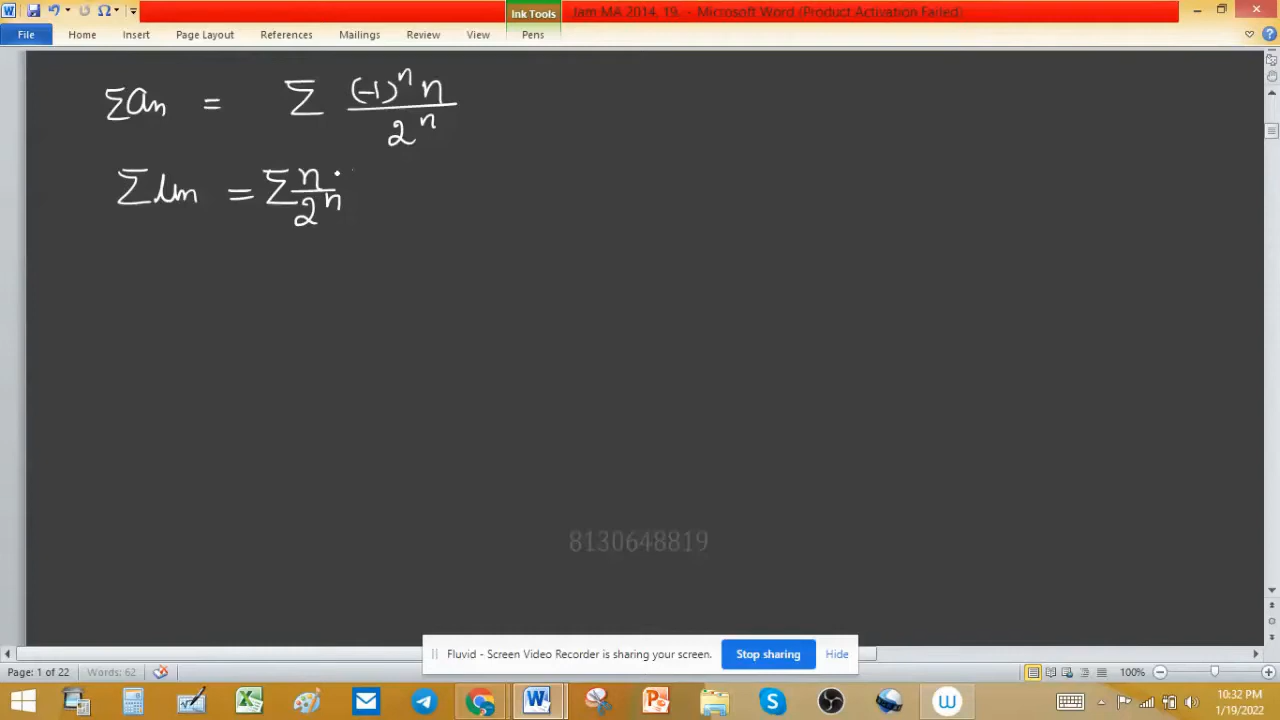 Ink Tools
Jam MA 2014. 19. - Microsoft Word (Product Activation Failed)
File Home Insert Page Layout References Mailings Review View Pens
Σan = Σ (-1)^n n / 2^n
Σun = Σ n / 2^n
8130648819
Fluvid - Screen Video Recorder is sharing your screen. Stop sharing Hide
Page: 1 of 22 Words: 62 100%
10:32 PM
1/19/2022